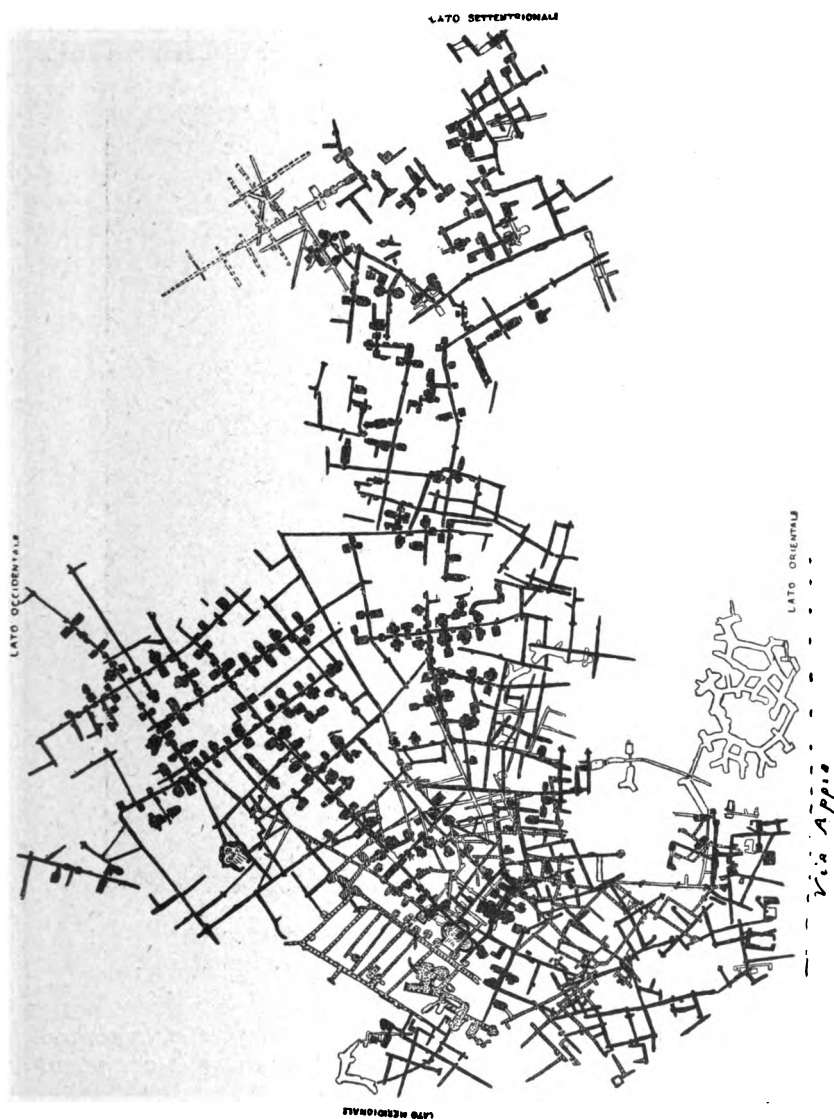 LATO SETTENTRIONALE
LATO OCCIDENTALE
LATO ORIENTALE
Via Appia
LATO MERIDIONALE